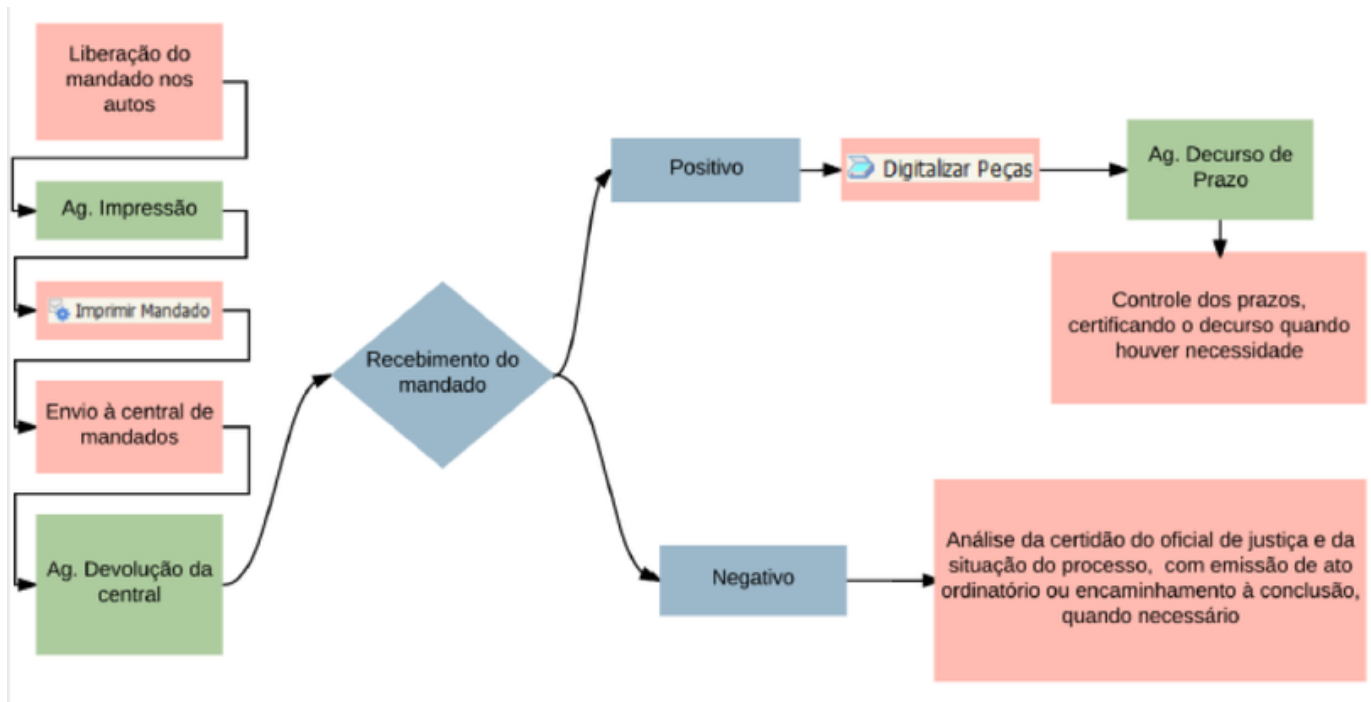 Liberação do
mandado nos
autos
Ag. Impressão
Imprimir Mandado
Envio à central de
mandados
Ag. Devolução da
central
Recebimento do
mandado
Positivo
Digitalizar Peças
Ag. Decurso de
Prazo
Controle dos prazos,
certificando o decurso quando
houver necessidade
Negativo
Análise da certidão do oficial de justiça e da
situação do processo, com emissão de ato
ordinatório ou encaminhamento à conclusão,
quando necessário